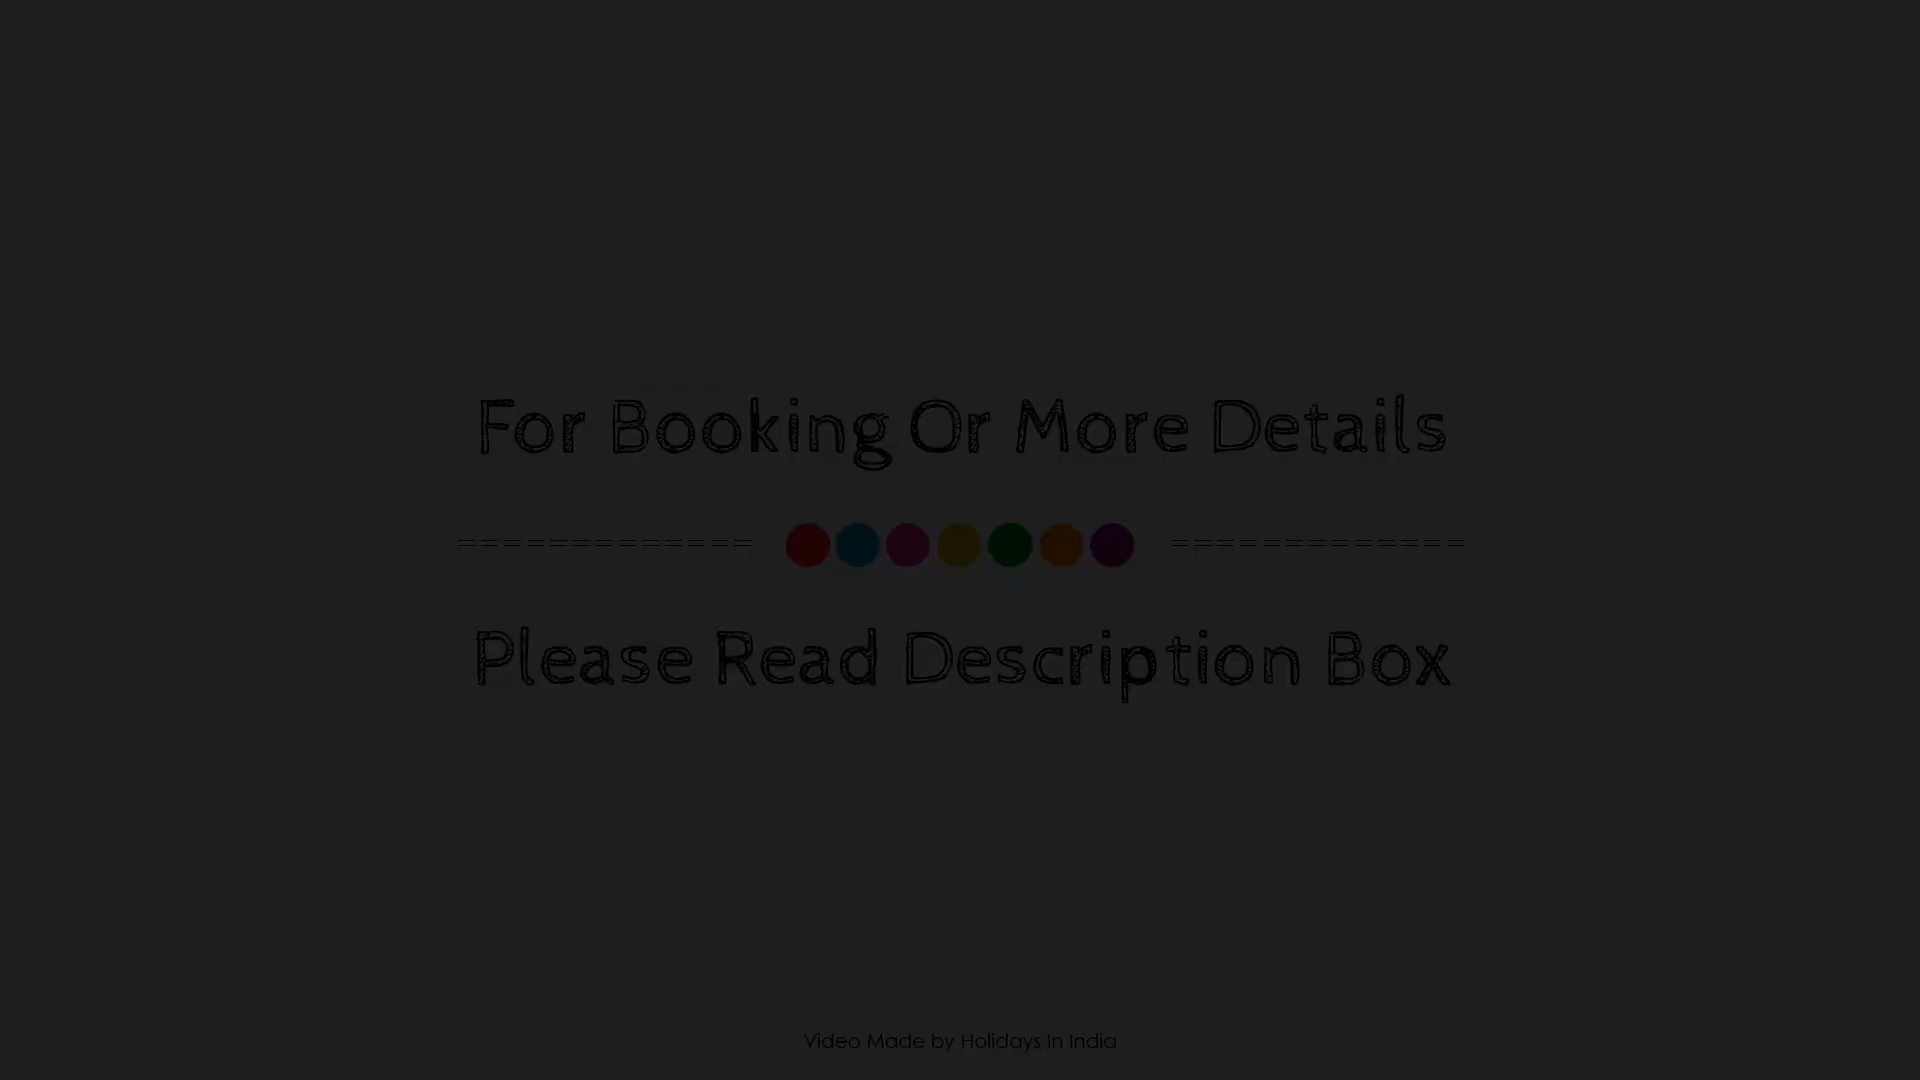 For Booking Or More Details
============= =============
Please Read Description Box
Video Made by Holidays In India